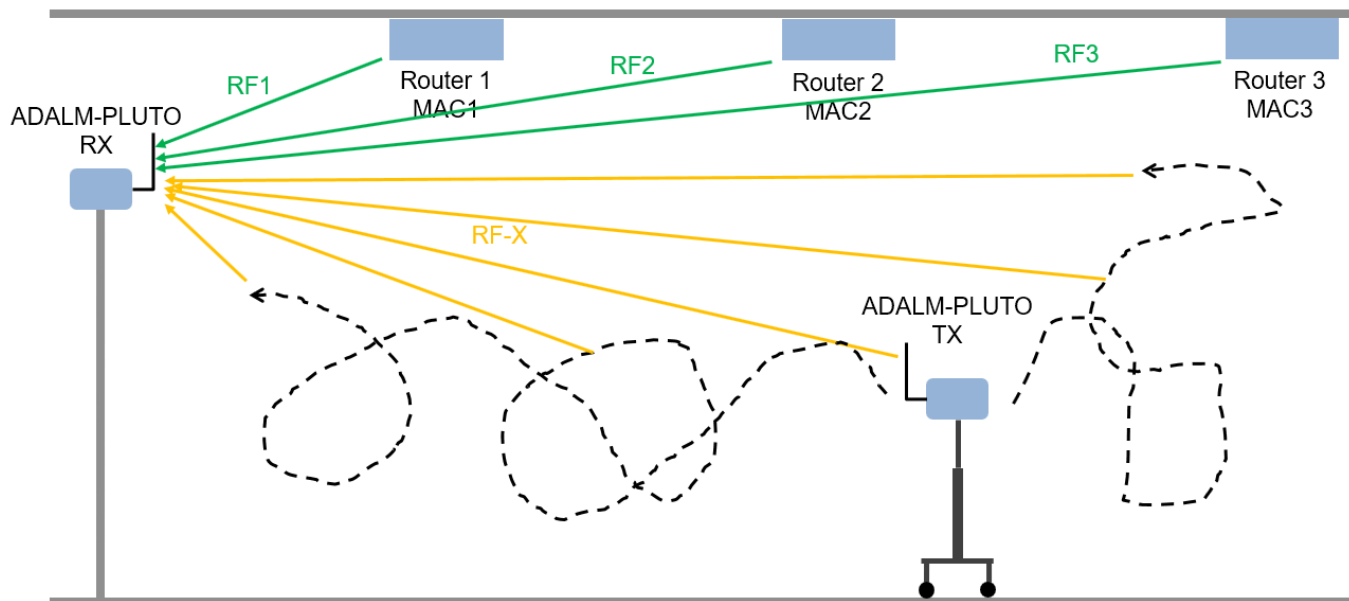 RF1
RF2
RF3
Router 1
MAC1
Router 2
MAC2
Router 3
MAC3
ADALM-PLUTO
RX
RF-X
ADALM-PLUTO
TX